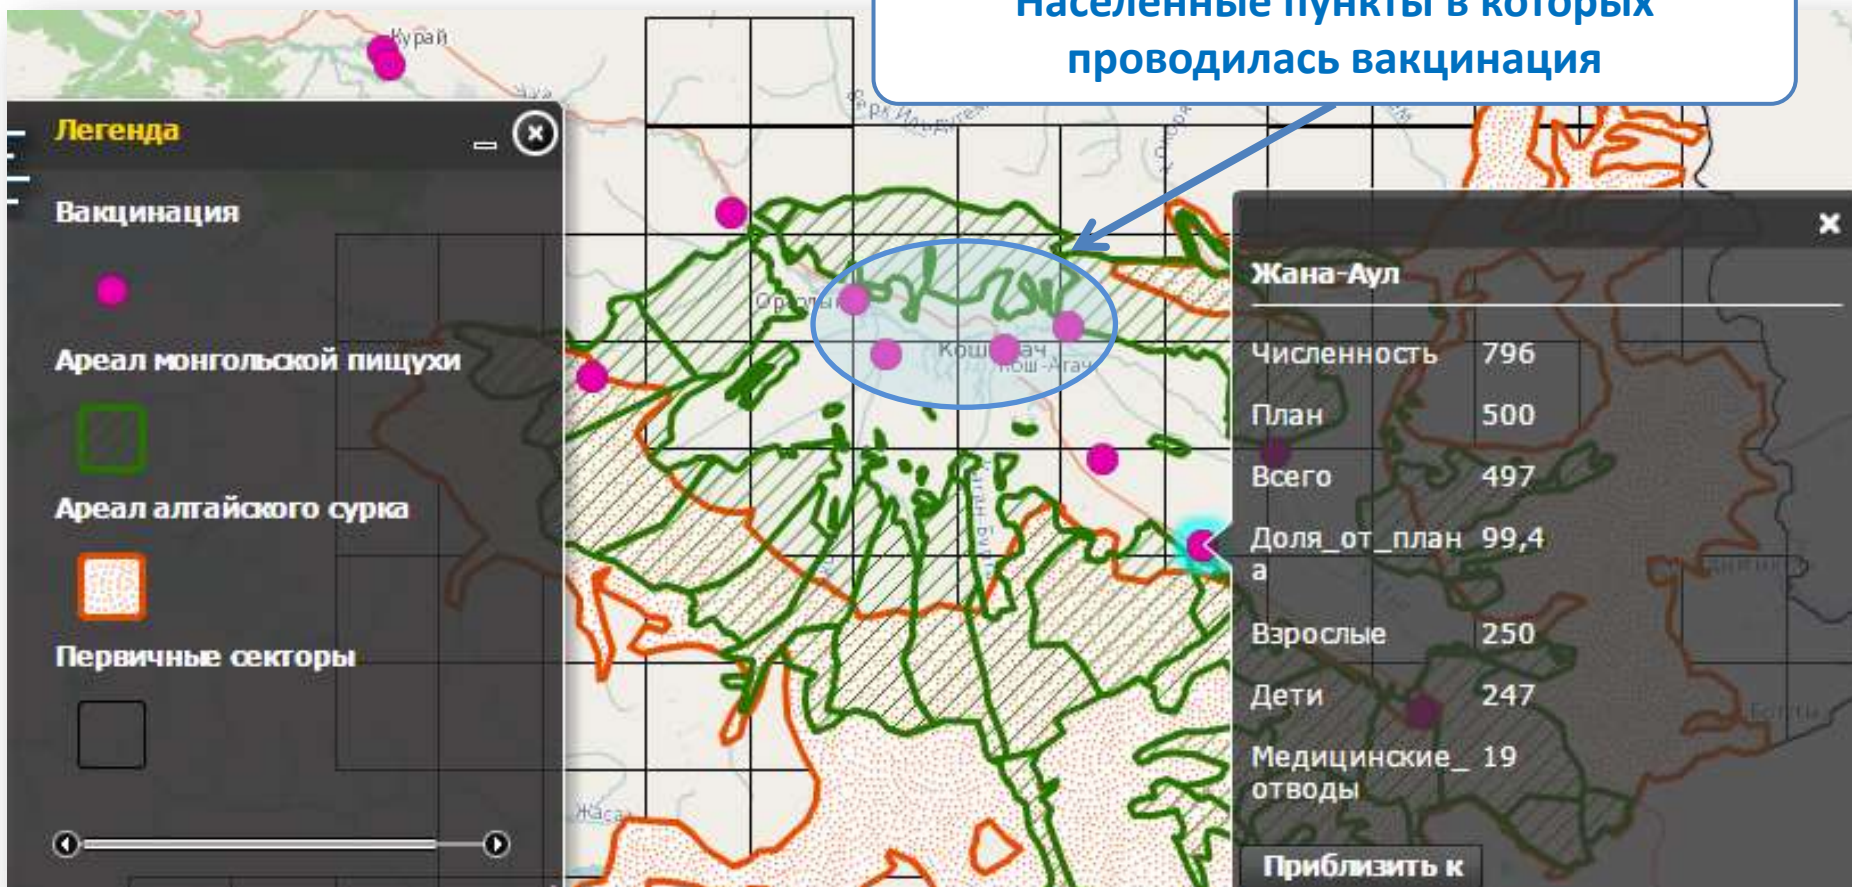 Населенные пункты в которых
проводилась вакцинация
Курай
Чуя
Легенда
Вакцинация
Ареал монгольской пищухи
Ареал алтайского сурка
Первичные секторы
Кош-Агач
Жана-Аул
Численность 796
План 500
Всего 497
Доля_от_план 99,4
а
Взрослые 250
Дети 247
Медицинские_ 19
отводы
Приблизить к